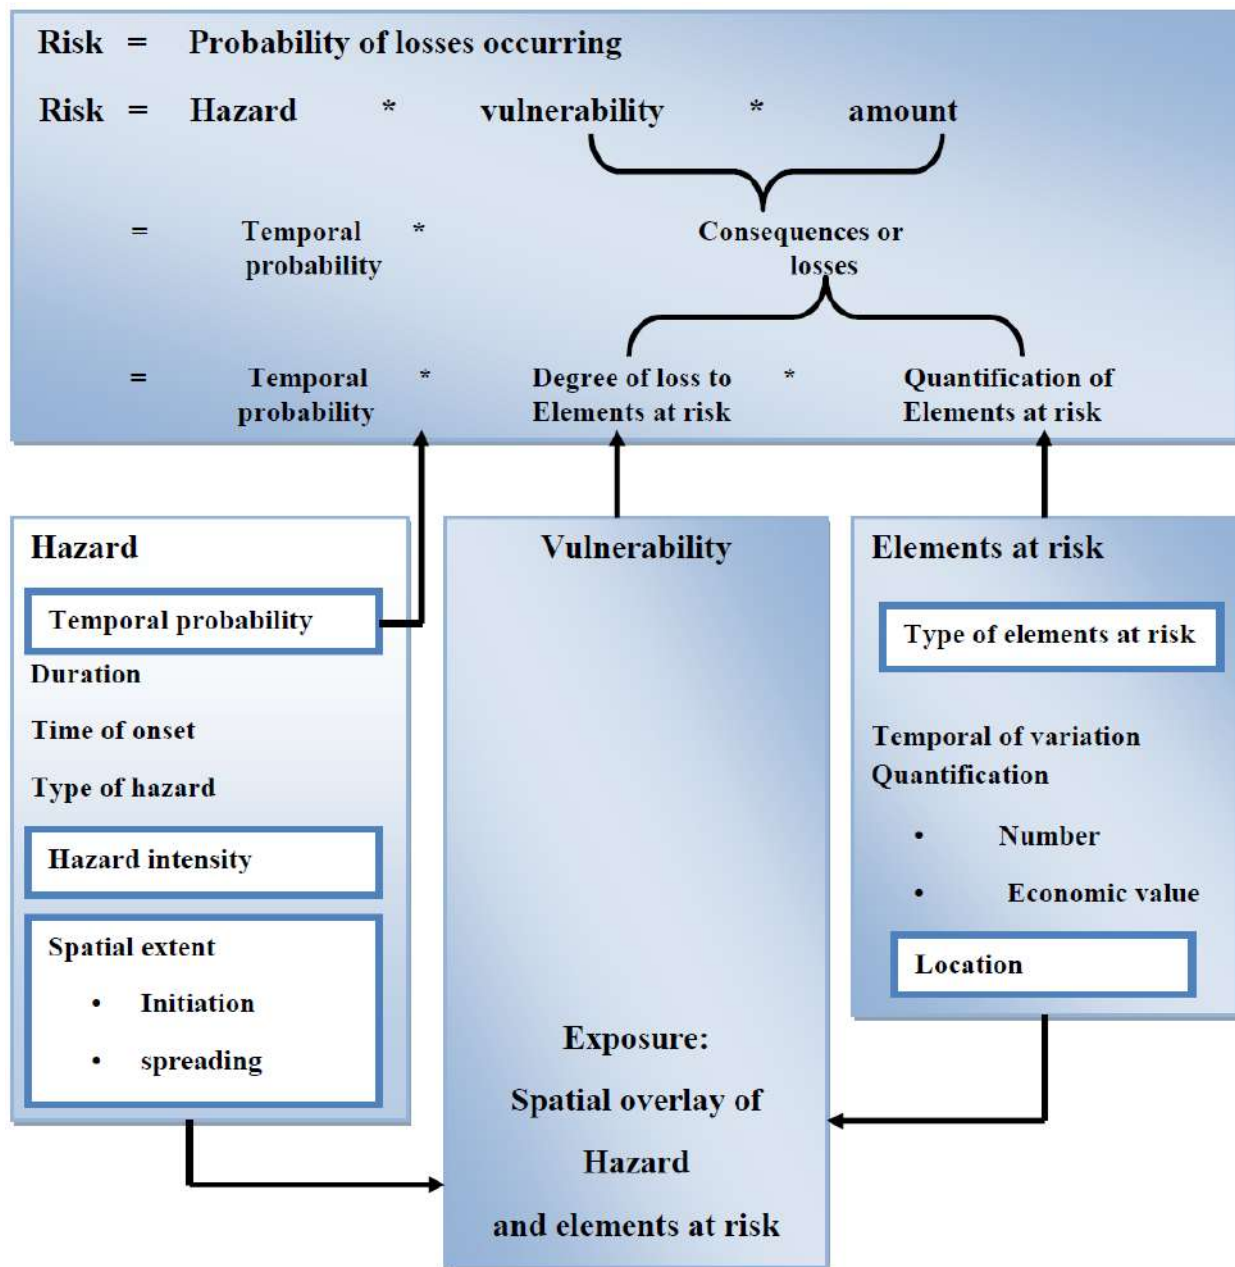 Risk = Probability of losses occurring
Risk = Hazard * vulnerability * amount
= Temporal * Consequences or
probability losses
= Temporal * Degree of loss to * Quantification of
probability Elements at risk Elements at risk
Hazard
Temporal probability
Duration
Time of onset
Type of hazard
Hazard intensity
Spatial extent
• Initiation
• spreading
Vulnerability
Exposure:
Spatial overlay of
Hazard
and elements at risk
Elements at risk
Type of elements at risk
Temporal of variation
Quantification
• Number
• Economic value
Location